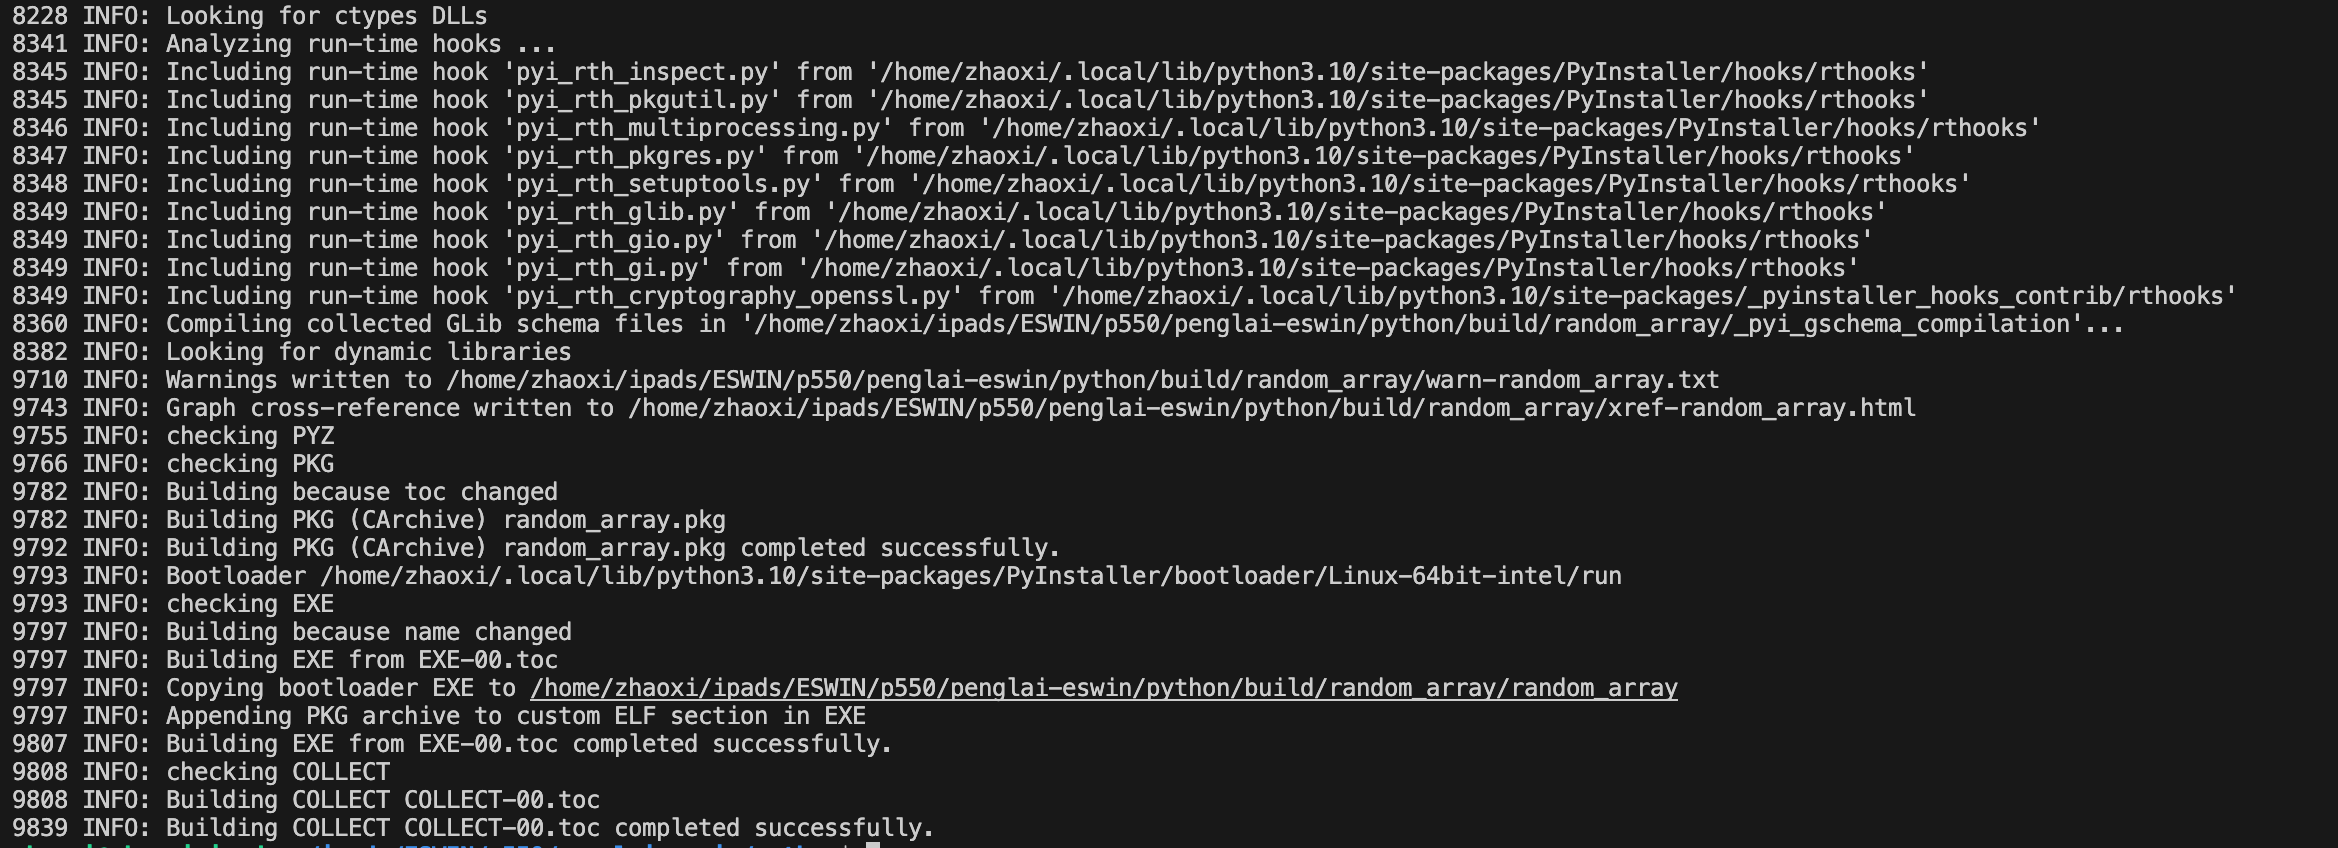 8228 INFO: Looking for ctypes DLLs
8341 INFO: Analyzing run-time hooks ...
8345 INFO: Including run-time hook 'pyi_rth_inspect.py' from '/home/zhaoxi/.local/lib/python3.10/site-packages/PyInstaller/hooks/rthooks'
8345 INFO: Including run-time hook 'pyi_rth_pkgutil.py' from '/home/zhaoxi/.local/lib/python3.10/site-packages/PyInstaller/hooks/rthooks'
8346 INFO: Including run-time hook 'pyi_rth_multiprocessing.py' from '/home/zhaoxi/.local/lib/python3.10/site-packages/PyInstaller/hooks/rthooks'
8347 INFO: Including run-time hook 'pyi_rth_pkgres.py' from '/home/zhaoxi/.local/lib/python3.10/site-packages/PyInstaller/hooks/rthooks'
8348 INFO: Including run-time hook 'pyi_rth_setuptools.py' from '/home/zhaoxi/.local/lib/python3.10/site-packages/PyInstaller/hooks/rthooks'
8349 INFO: Including run-time hook 'pyi_rth_glib.py' from '/home/zhaoxi/.local/lib/python3.10/site-packages/PyInstaller/hooks/rthooks'
8349 INFO: Including run-time hook 'pyi_rth_gio.py' from '/home/zhaoxi/.local/lib/python3.10/site-packages/PyInstaller/hooks/rthooks'
8349 INFO: Including run-time hook 'pyi_rth_gi.py' from '/home/zhaoxi/.local/lib/python3.10/site-packages/PyInstaller/hooks/rthooks'
8349 INFO: Including run-time hook 'pyi_rth_cryptography_openssl.py' from '/home/zhaoxi/.local/lib/python3.10/site-packages/_pyinstaller_hooks_contrib/rthooks'
8360 INFO: Compiling collected GLib schema files in '/home/zhaoxi/ipads/ESWIN/p550/penglai-eswin/python/build/random_array/_pyi_gschema_compilation'...
8382 INFO: Looking for dynamic libraries
9710 INFO: Warnings written to /home/zhaoxi/ipads/ESWIN/p550/penglai-eswin/python/build/random_array/warn-random_array.txt
9743 INFO: Graph cross-reference written to /home/zhaoxi/ipads/ESWIN/p550/penglai-eswin/python/build/random_array/xref-random_array.html
9755 INFO: checking PYZ
9766 INFO: checking PKG
9782 INFO: Building because toc changed
9782 INFO: Building PKG (CArchive) random_array.pkg
9792 INFO: Building PKG (CArchive) random_array.pkg completed successfully.
9793 INFO: Bootloader /home/zhaoxi/.local/lib/python3.10/site-packages/PyInstaller/bootloader/Linux-64bit-intel/run
9793 INFO: checking EXE
9797 INFO: Building because name changed
9797 INFO: Building EXE from EXE-00.toc
9797 INFO: Copying bootloader EXE to /home/zhaoxi/ipads/ESWIN/p550/penglai-eswin/python/build/random_array/random_array
9797 INFO: Appending PKG archive to custom ELF section in EXE
9807 INFO: Building EXE from EXE-00.toc completed successfully.
9808 INFO: checking COLLECT
9808 INFO: Building COLLECT COLLECT-00.toc
9839 INFO: Building COLLECT COLLECT-00.toc completed successfully.